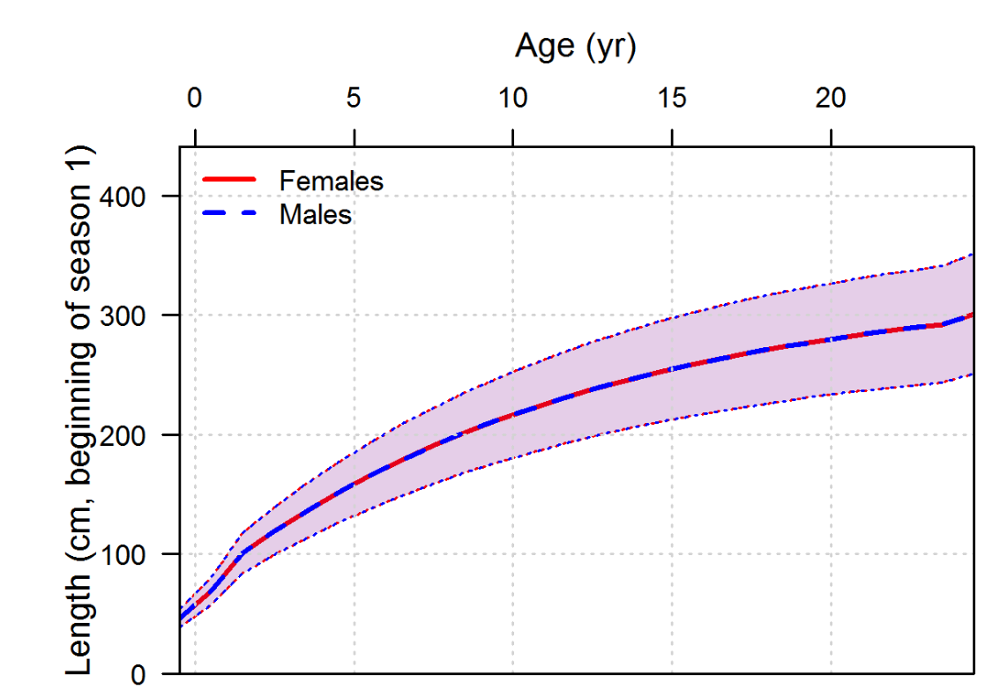 Age (yr)
0 5 10 15 20
Length (cm, beginning of season 1)
400
300
200
100
0
Females
Males